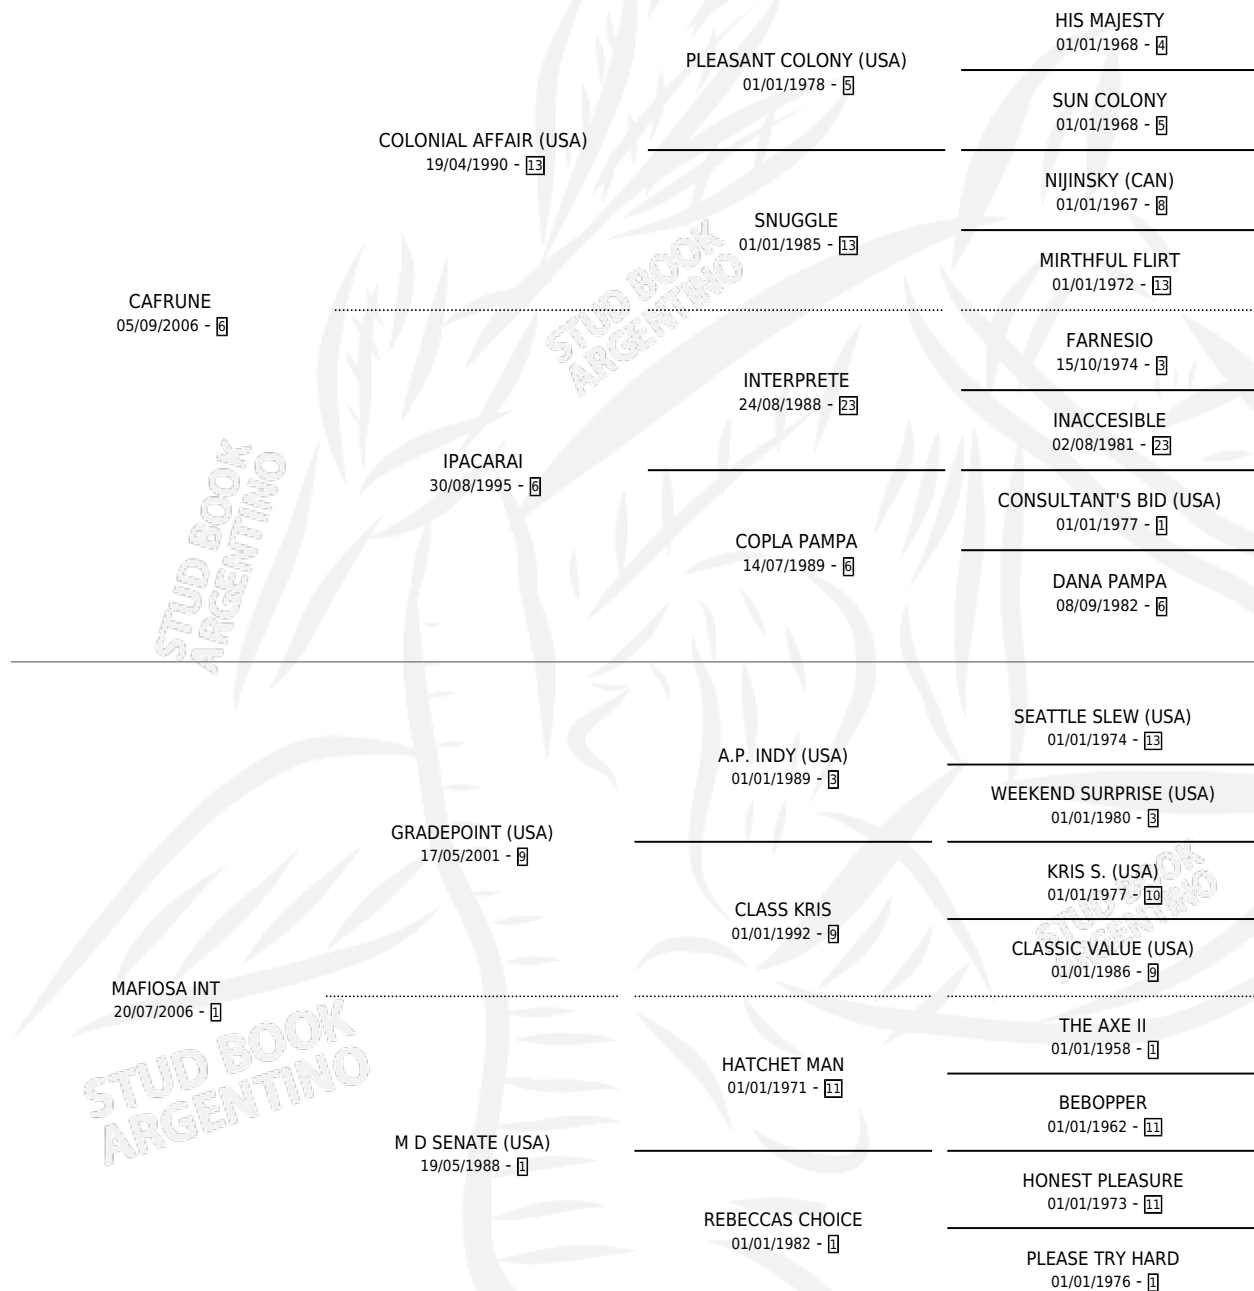 HIS MAJESTY
01/01/1968 - 4
PLEASANT COLONY (USA)
01/01/1978 - 5
SUN COLONY
01/01/1968 - 5
COLONIAL AFFAIR (USA)
19/04/1990 - 13
NIJINSKY (CAN)
01/01/1967 - 8
SNUGGLE
01/01/1985 - 13
MIRTHFUL FLIRT
01/01/1972 - 13
CAFRUNE
05/09/2006 - 6
STUD BOOK
ARGENTINO
FARNESIO
15/10/1974 - 3
INTERPRETE
24/08/1988 - 23
INACCESIBLE
02/08/1981 - 23
IPACARAI
30/08/1995 - 6
CONSULTANT'S BID (USA)
01/01/1977 - 1
COPLA PAMPA
14/07/1989 - 6
DANA PAMPA
08/09/1982 - 6
STUD BOOK
ARGENTINO
SEATTLE SLEW (USA)
01/01/1974 - 13
A.P. INDY (USA)
01/01/1989 - 3
WEEKEND SURPRISE (USA)
01/01/1980 - 3
GRADEPOINT (USA)
17/05/2001 - 9
KRIS S. (USA)
01/01/1977 - 10
CLASS KRIS
01/01/1992 - 9
CLASSIC VALUE (USA)
01/01/1986 - 9
STUD BOOK
ARGENTINO
MAFIOSA INT
20/07/2006 - 1
THE AXE II
01/01/1958 - 1
HATCHET MAN
01/01/1971 - 11
BEBOPPER
01/01/1962 - 11
STUD BOOK
ARGENTINO
M D SENATE (USA)
19/05/1988 - 1
HONEST PLEASURE
01/01/1973 - 11
REBECCAS CHOICE
01/01/1982 - 1
PLEASE TRY HARD
01/01/1976 - 1